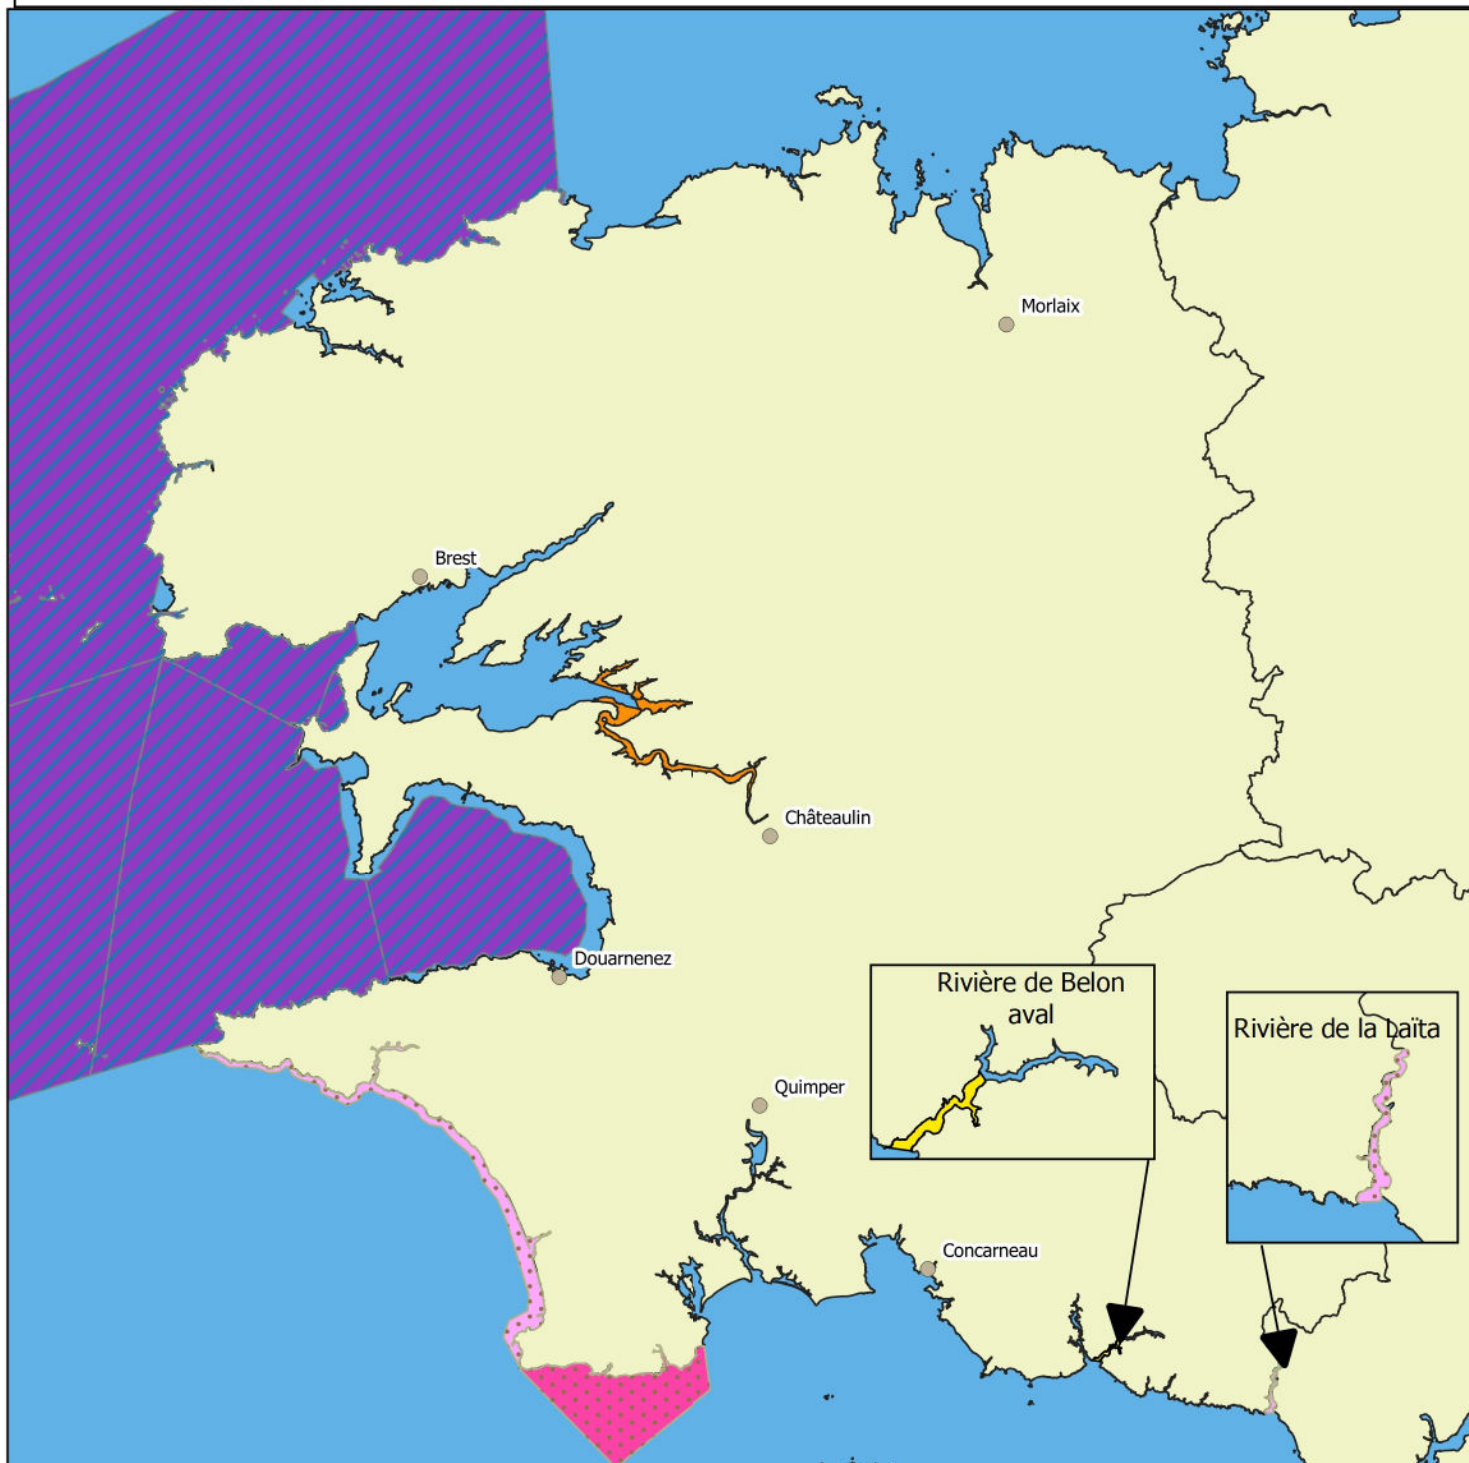 Morlaix
Brest
Châteaulin
Douarnenez
Rivière de Belon
aval
Rivière de la Laïta
Quimper
Concarneau